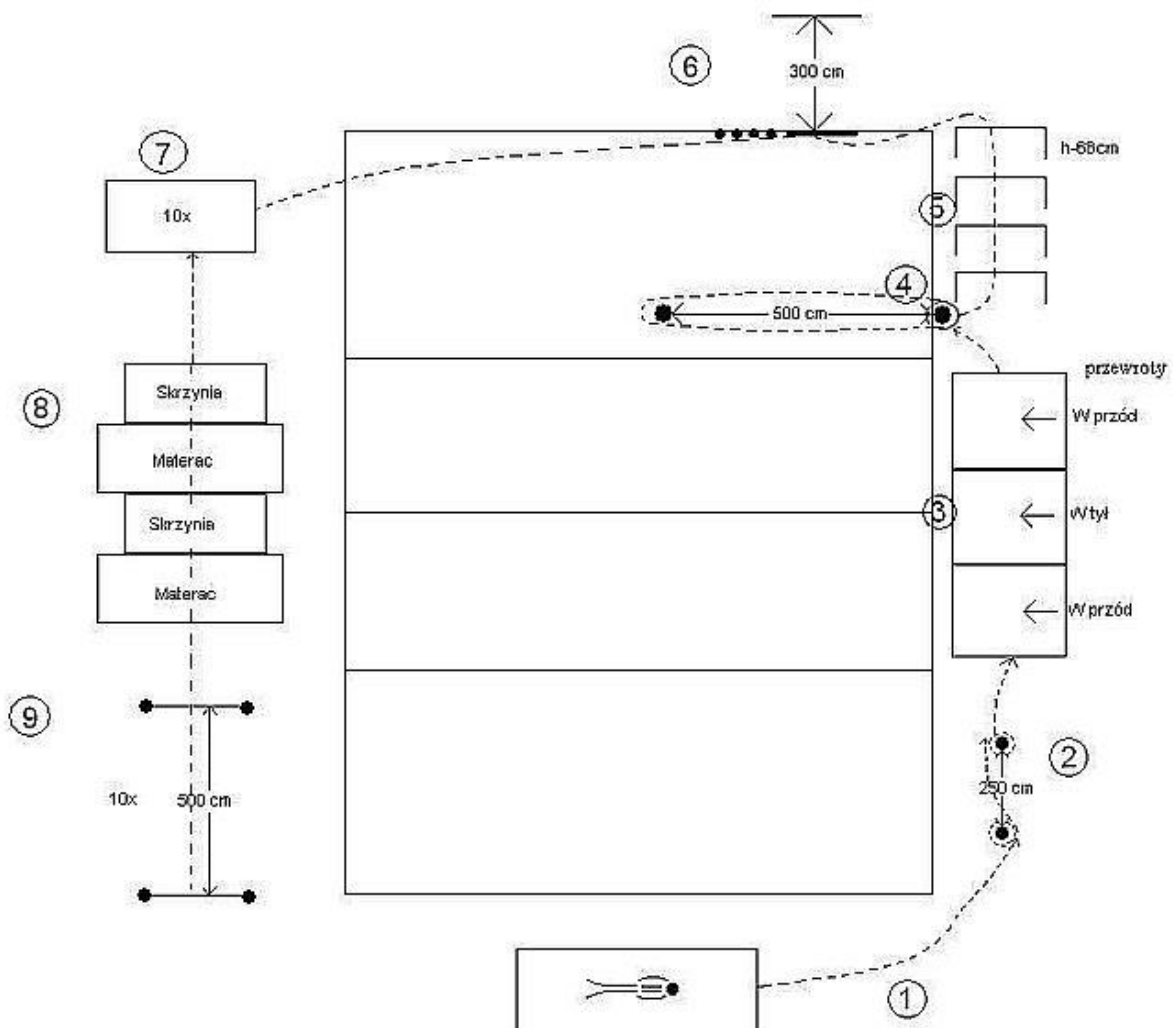 6
300 cm
7
10x
h-68cm
5
4
500 cm
8
Skrzynia
Materac
Skrzynia
Materac
przewroty
W przód
3
W tył
W przód
9
10x
500 cm
2
250 cm
1